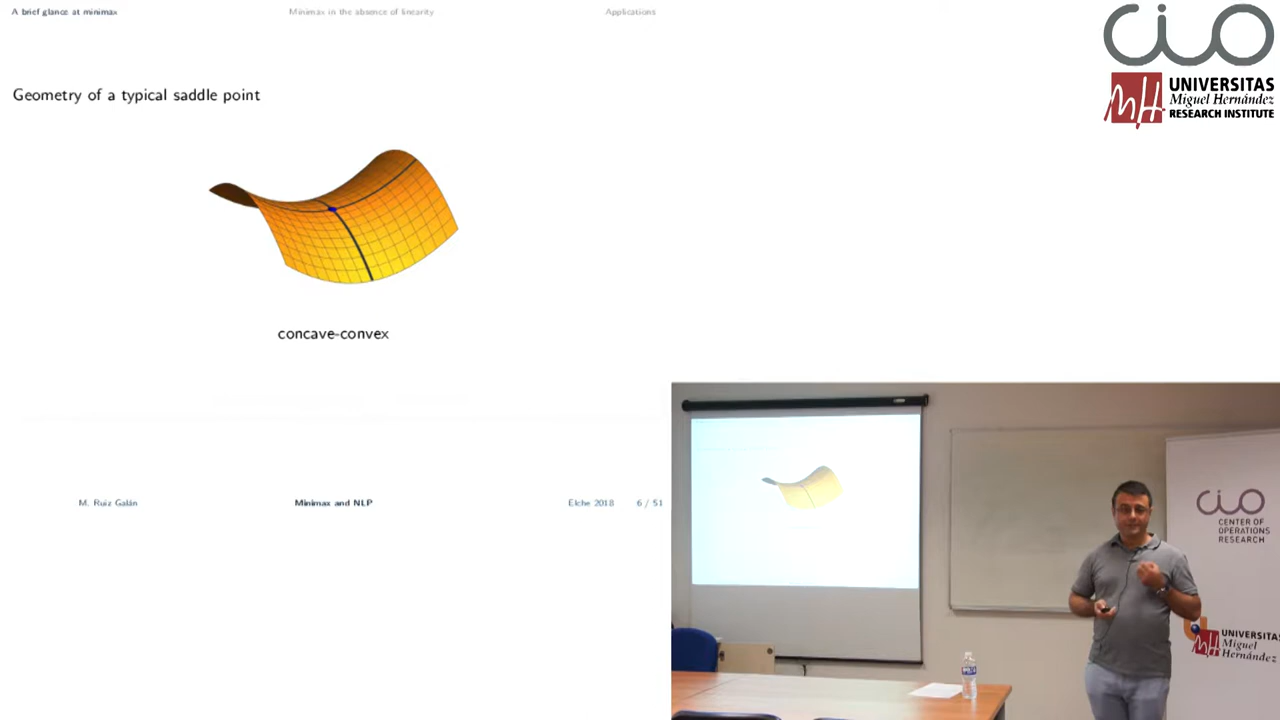 A brief glance at minimax
Minimax in the absence of linearity
Applications
Geometry of a typical saddle point
concave-convex
M. Ruiz Galán
Minimax and NLP
Elche 2018
6 / 51
CIO
UNIVERSITAS
Miguel Hernández
RESEARCH INSTITUTE
CIO
CENTER OF
OPERATIONS
RESEARCH
UNIVERSITAS
Miguel
Hernández